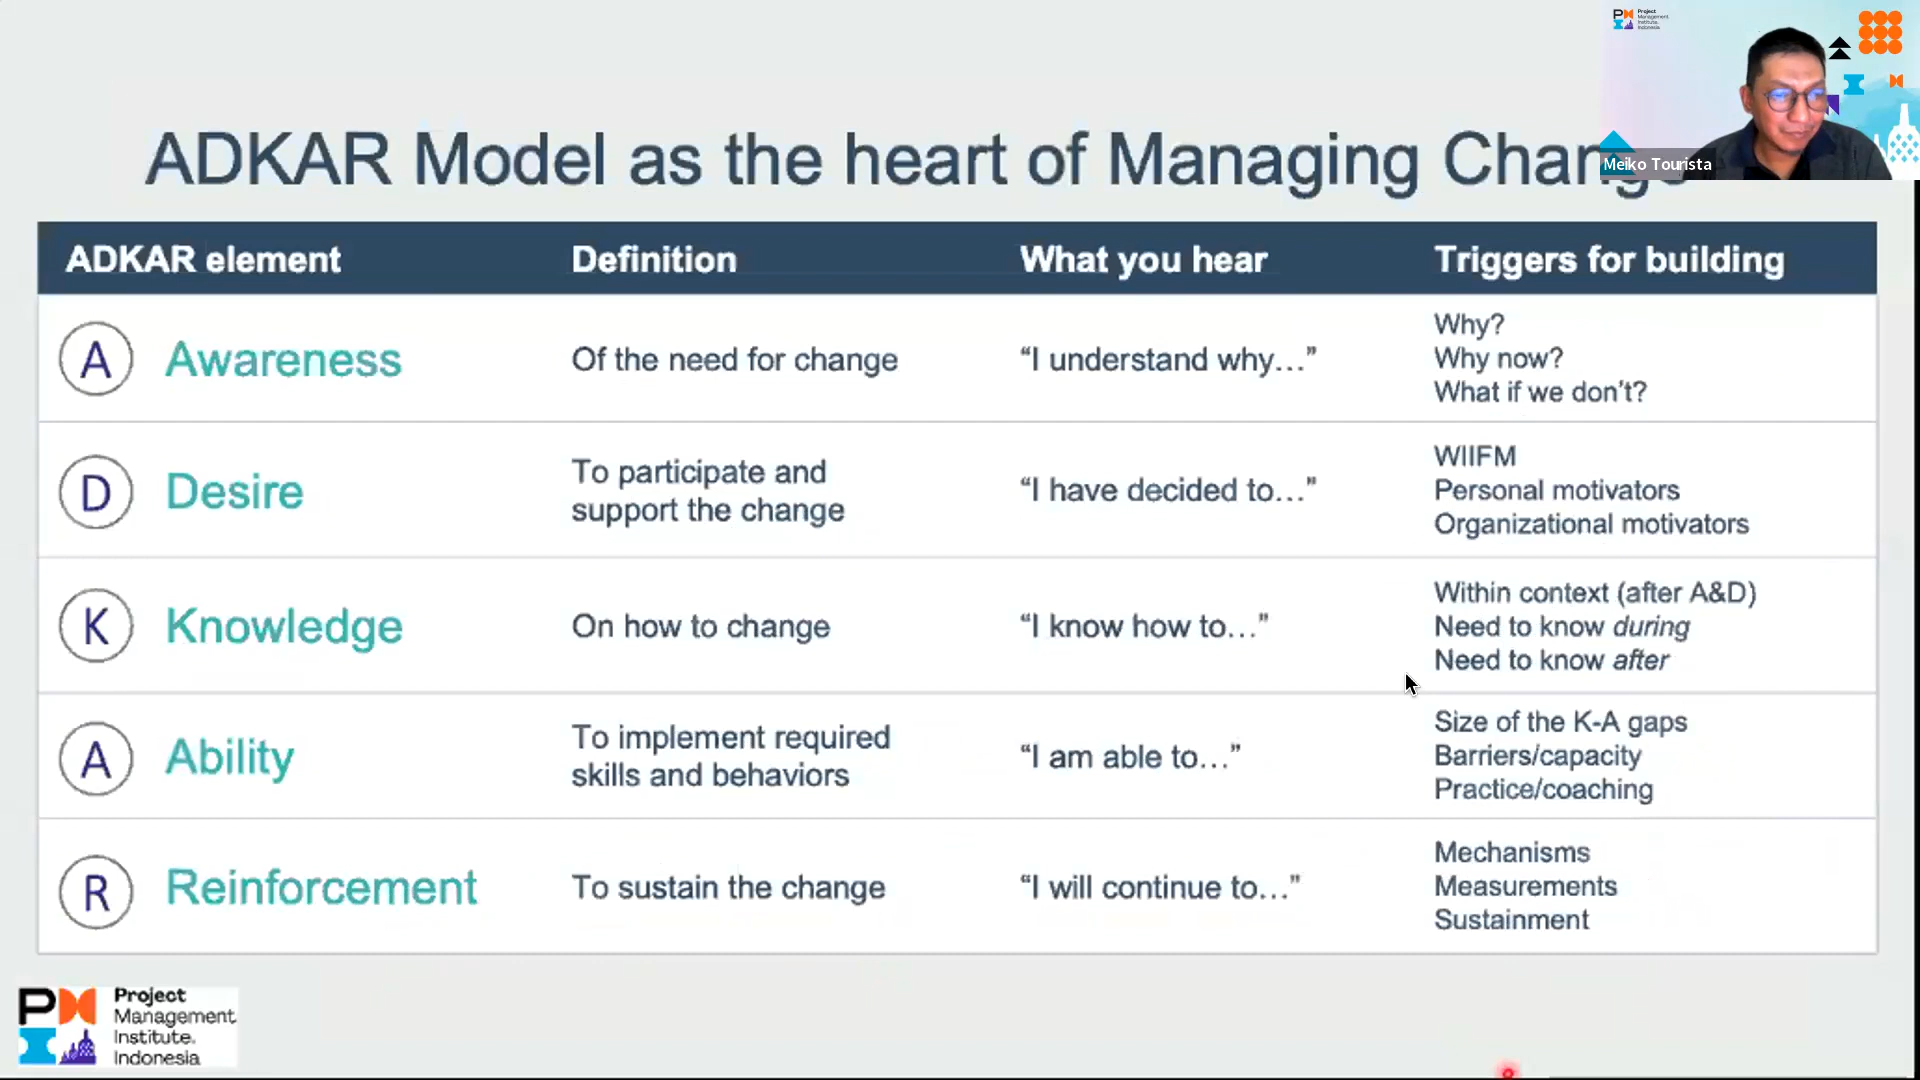 Project
Management
Institute.
Indonesia
Meiko Tourista
ADKAR Model as the heart of Managing Change
ADKAR element Definition What you hear Triggers for building
A Awareness Of the need for change “I understand why…” Why?
Why now?
What if we don’t?
D Desire To participate and
support the change “I have decided to…” WIIFM
Personal motivators
Organizational motivators
K Knowledge On how to change “I know how to…” Within context (after A&D)
Need to know during
Need to know after
A Ability To implement required
skills and behaviors “I am able to…” Size of the K-A gaps
Barriers/capacity
Practice/coaching
R Reinforcement To sustain the change “I will continue to…” Mechanisms
Measurements
Sustainment
Project
Management
Institute.
Indonesia